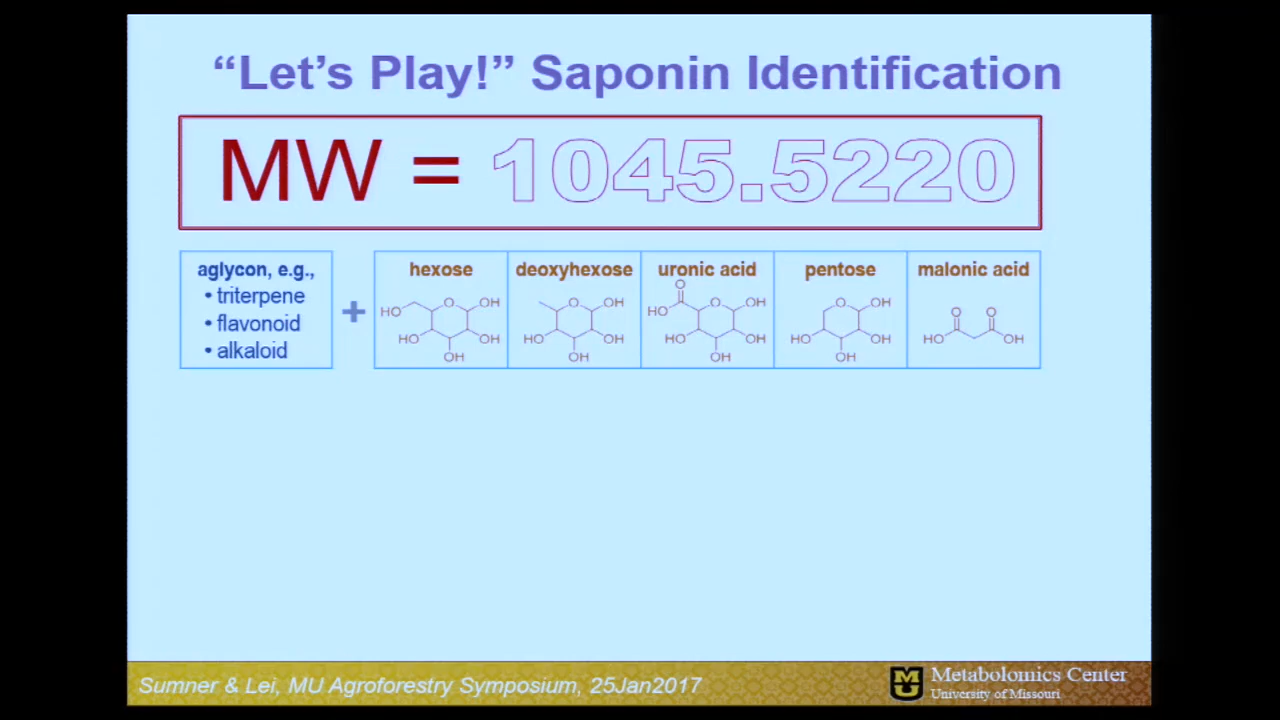 “Let’s Play!” Saponin Identification
MW = 1045.5220
aglycon, e.g.,
• triterpene
• flavonoid
• alkaloid
+
hexose
O
OH
HO
HO
OH
OH
deoxyhexose
O
OH
HO
OH
OH
uronic acid
O
O
OH
HO
HO
OH
OH
pentose
O
OH
HO
OH
OH
malonic acid
O
O
HO
OH
Sumner & Lei, MU Agroforestry Symposium, 25Jan2017
MU
Metabolomics Center
University of Missouri